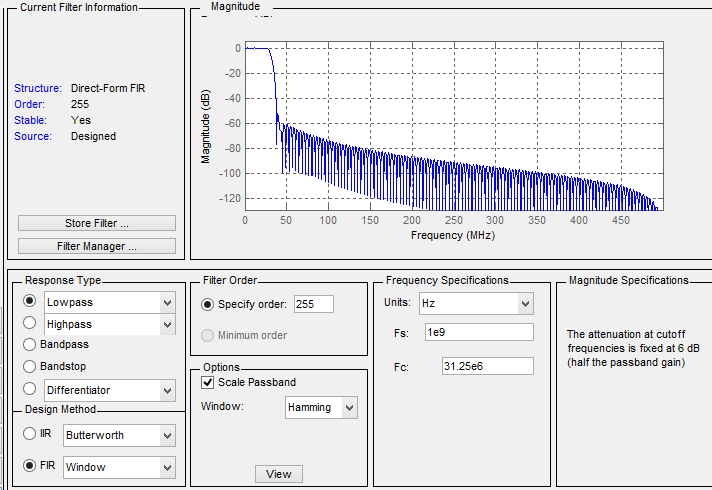 Current Filter Information
Structure: Direct-Form FIR
Order: 255
Stable: Yes
Source: Designed
Store Filter ...
Filter Manager ...
Magnitude
Magnitude (dB)
0
-20
-40
-60
-80
-100
-120
0 50 100 150 200 250 300 350 400 450
Frequency (MHz)
Response Type
Lowpass
Highpass
Bandpass
Bandstop
Differentiator
Design Method
IIR Butterworth
FIR Window
Filter Order
Specify order: 255
Minimum order
Options
Scale Passband
Window: Hamming
View
Frequency Specifications
Units: Hz
Fs: 1e9
Fc: 31.25e6
Magnitude Specifications
The attenuation at cutoff
frequencies is fixed at 6 dB
(half the passband gain)